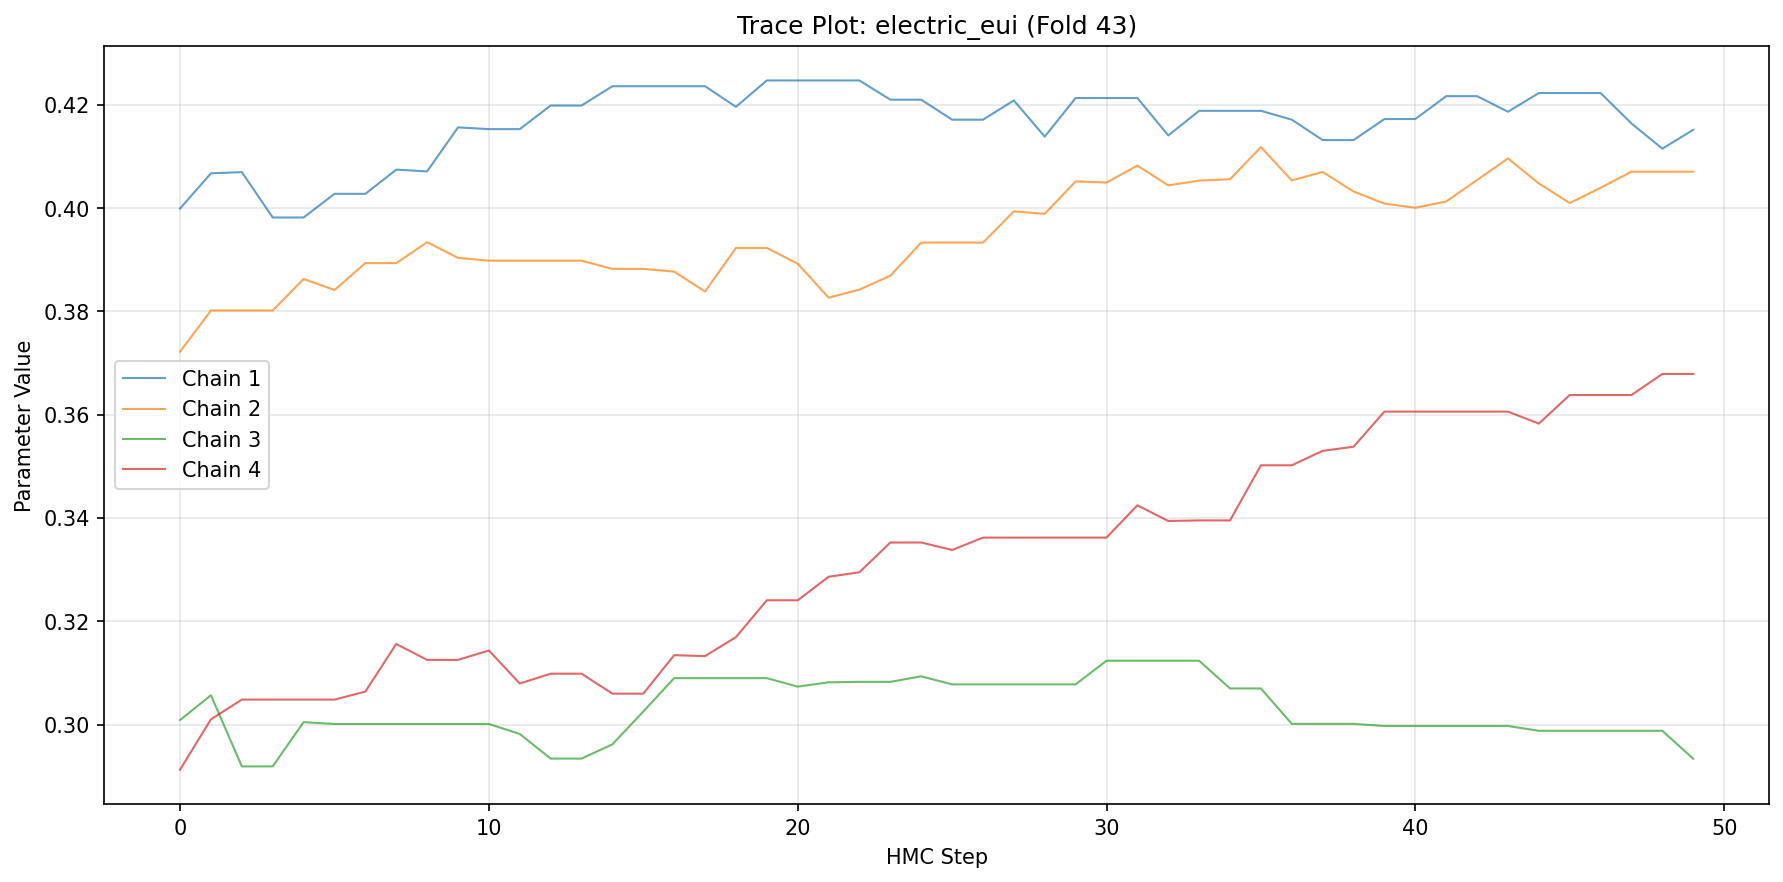 Trace Plot: electric_eui (Fold 43)
Parameter Value
0.42
0.40
0.38
0.36
0.34
0.32
0.30
Chain 1
Chain 2
Chain 3
Chain 4
0 10 20 30 40 50
HMC Step